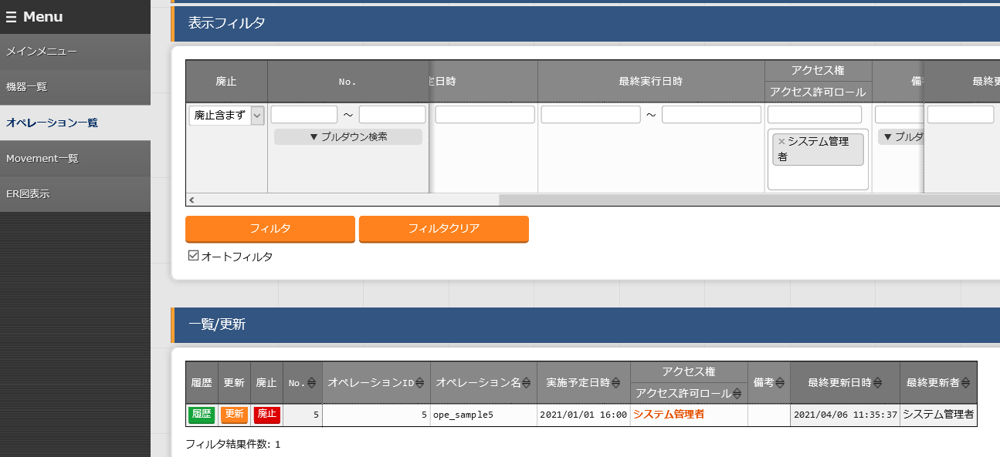 ☰ Menu
メインメニュー
機器一覧
オペレーション一覧
Movement一覧
ER図表示
表示フィルタ
廃止 No. 定日時 最終実行日時 アクセス権 備考 最終更
アクセス許可ロール
廃止含まず ～ ～
▼ プルダウン検索 ×システム管理 ▼ プルダ
者
フィルタ フィルタクリア
オートフィルタ
一覧/更新
履歴 更新 廃止 No. オペレーションID オペレーション名 実施予定日時 アクセス権 備考 最終更新日時 最終更新者
アクセス許可ロール
履歴 更新 廃止 5 5 ope_sample5 2021/01/01 16:00 システム管理者 2021/04/06 11:35:37 システム管理者
フィルタ結果件数: 1